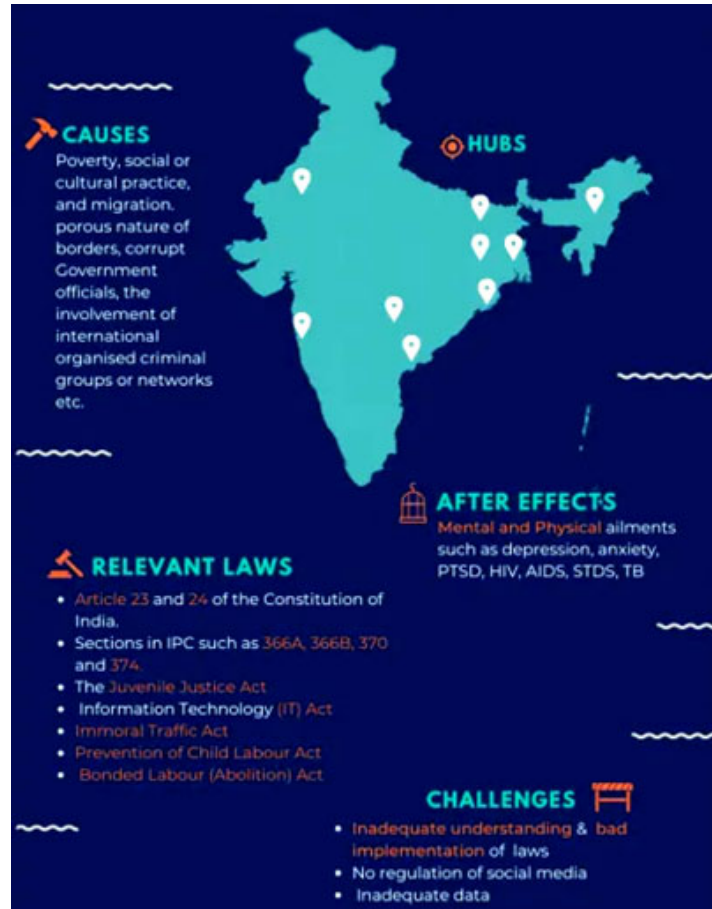 CAUSES
Poverty, social or
cultural practice,
and migration.
porous nature of
borders, corrupt
Government
officials, the
involvement of
international
organised criminal
groups or networks
etc.
HUBS
AFTER EFFECTS
Mental and Physical ailments
such as depression, anxiety,
PTSD, HIV, AIDS, STDS, TB
RELEVANT LAWS
• Article 23 and 24 of the Constitution of
India.
• Sections in IPC such as 366A, 366B, 370
and 374.
• The Juvenile Justice Act
• Information Technology (IT) Act
• Immoral Traffic Act
• Prevention of Child Labour Act
• Bonded Labour (Abolition) Act
CHALLENGES
• Inadequate understanding & bad
implementation of laws
• No regulation of social media
• Inadequate data